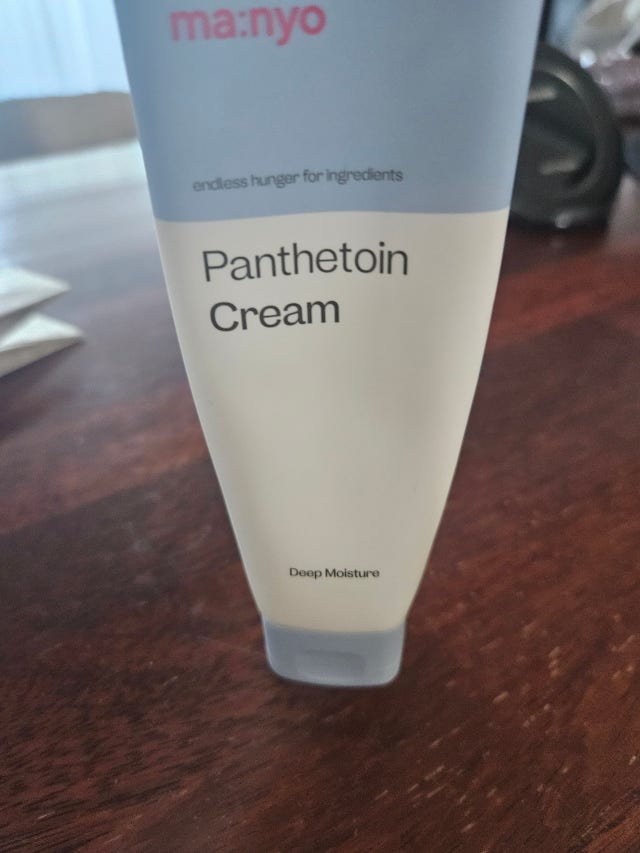 ma:nyo
endless hunger for ingredients
Panthetoin
Cream
Deep Moisture